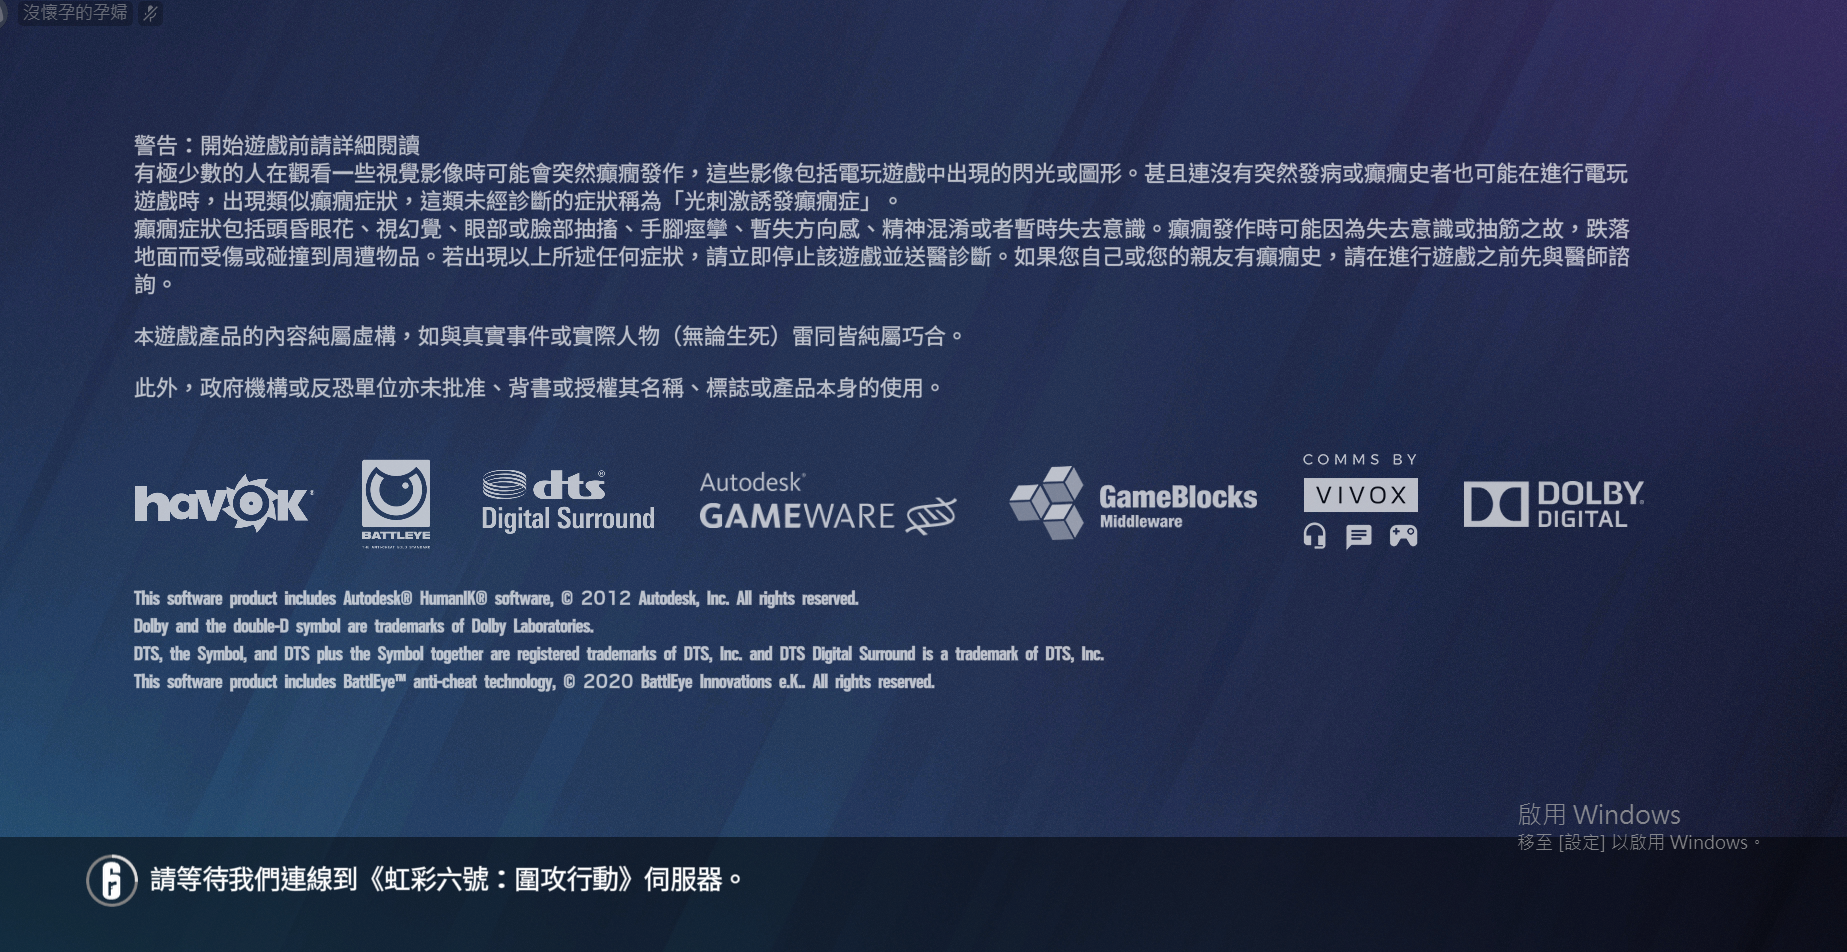 沒懷孕的孕婦
警告：開始遊戲前請詳細閱讀
有極少數的人在觀看一些視覺影像時可能會突然癲癇發作，這些影像包括電玩遊戲中出現的閃光或圖形。甚且連沒有突然發病或癲癇史者也可能在進行電玩
遊戲時，出現類似癲癇症狀，這類未經診斷的症狀稱為「光刺激誘發癲癇症」。
癲癇症狀包括頭昏眼花、視幻覺、眼部或臉部抽搐、手腳痙攣、暫失方向感、精神混淆或者暫時失去意識。癲癇發作時可能因為失去意識或抽筋之故，跌落
地面而受傷或碰撞到周遭物品。若出現以上所述任何症狀，請立即停止該遊戲並送醫診斷。如果您自己或您的親友有癲癇史，請在進行遊戲之前先與醫師諮
詢。
本遊戲產品的內容純屬虛構，如與真實事件或實際人物（無論生死）雷同皆純屬巧合。
此外，政府機構或反恐單位亦未批准、背書或授權其名稱、標誌或產品本身的使用。
havok
BATTLEYE
THE ANTI-CHEAT GOLD STANDARD
dts®
Digital Surround
Autodesk®
GAMEWARE
GameBlocks
Middleware
COMMS BY
VIVOX
DOLBY
DIGITAL
This software product includes Autodesk® HumanIK® software, © 2012 Autodesk, Inc. All rights reserved.
Dolby and the double-D symbol are trademarks of Dolby Laboratories.
DTS, the Symbol, and DTS plus the Symbol together are registered trademarks of DTS, Inc. and DTS Digital Surround is a trademark of DTS, Inc.
This software product includes BattlEye™ anti-cheat technology, © 2020 BattlEye Innovations e.K.. All rights reserved.
啟用 Windows
移至 [設定] 以啟用 Windows。
請等待我們連線到《虹彩六號：圍攻行動》伺服器。